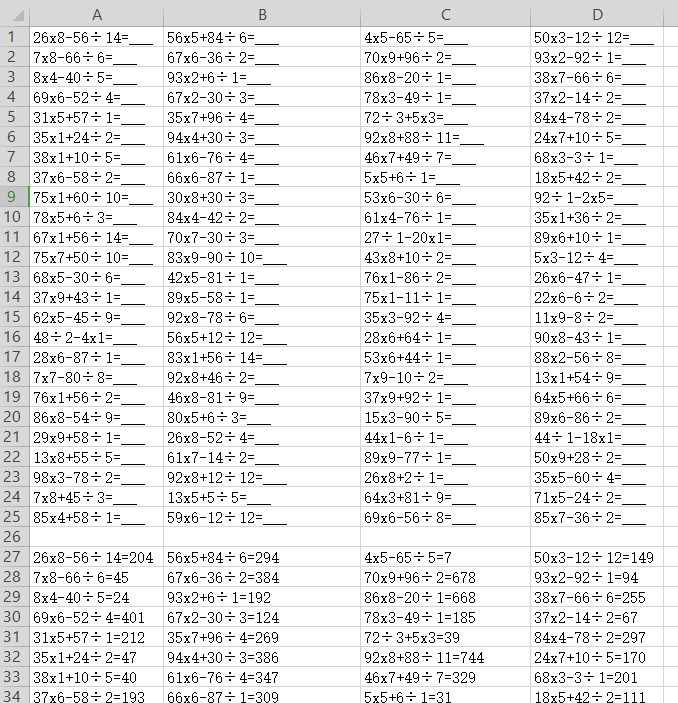 A B C D
1 26x8-56÷14=___ 56x5+84÷6=___ 4x5-65÷5=___ 50x3-12÷12=___
2 7x8-66÷6=___ 67x6-36÷2=___ 70x9+96÷2=___ 93x2-92÷1=___
3 8x4-40÷5=___ 93x2+6÷1=___ 86x8-20÷1=___ 38x7-66÷6=___
4 69x6-52÷4=___ 67x2-30÷3=___ 78x3-49÷1=___ 37x2-14÷2=___
5 31x5+57÷1=___ 35x7+96÷4=___ 72÷3+5x3=___ 84x4-78÷2=___
6 35x1+24÷2=___ 94x4+30÷3=___ 92x8+88÷11=___ 24x7+10÷5=___
7 38x1+10÷5=___ 61x6-76÷4=___ 46x7+49÷7=___ 68x3-3÷1=___
8 37x6-58÷2=___ 66x6-87÷1=___ 5x5+6÷1=___ 18x5+42÷2=___
9 75x1+60÷10=___ 30x8+30÷3=___ 53x6-30÷6=___ 92÷1-2x5=___
10 78x5+6÷3=___ 84x4-42÷2=___ 61x4-76÷1=___ 35x1+36÷2=___
11 67x1+56÷14=___ 70x7-30÷3=___ 27÷1-20x1=___ 89x6+10÷1=___
12 75x7+50÷10=___ 83x9-90÷10=___ 43x8+10÷2=___ 5x3-12÷4=___
13 68x5-30÷6=___ 42x5-81÷1=___ 76x1-86÷2=___ 26x6-47÷1=___
14 37x9+43÷1=___ 89x5-58÷1=___ 75x1-11÷1=___ 22x6-6÷2=___
15 62x5-45÷9=___ 92x8-78÷6=___ 35x3-92÷4=___ 11x9-8÷2=___
16 48÷2-4x1=___ 56x5+12÷12=___ 28x6+64÷1=___ 90x8-43÷1=___
17 28x6-87÷1=___ 83x1+56÷14=___ 53x6+44÷1=___ 88x2-56÷8=___
18 7x7-80÷8=___ 92x8+46÷2=___ 7x9-10÷2=___ 13x1+54÷9=___
19 76x1+56÷2=___ 46x8-81÷9=___ 37x9+92÷1=___ 64x5+66÷6=___
20 86x8-54÷9=___ 80x5+6÷3=___ 15x3-90÷5=___ 89x6-86÷2=___
21 29x9+58÷1=___ 26x8-52÷4=___ 44x1-6÷1=___ 44÷1-18x1=___
22 13x8+55÷5=___ 61x7-14÷2=___ 89x9-77÷1=___ 50x9+28÷2=___
23 98x3-78÷2=___ 92x8+12÷12=___ 26x8+2÷1=___ 35x5-60÷4=___
24 7x8+45÷3=___ 13x5+5÷5=___ 64x3+81÷9=___ 71x5-24÷2=___
25 85x4+58÷1=___ 59x6-12÷12=___ 69x6-56÷8=___ 85x7-36÷2=___
26
27 26x8-56÷14=204 56x5+84÷6=294 4x5-65÷5=7 50x3-12÷12=149
28 7x8-66÷6=45 67x6-36÷2=384 70x9+96÷2=678 93x2-92÷1=94
29 8x4-40÷5=24 93x2+6÷1=192 86x8-20÷1=668 38x7-66÷6=255
30 69x6-52÷4=401 67x2-30÷3=124 78x3-49÷1=185 37x2-14÷2=67
31 31x5+57÷1=212 35x7+96÷4=269 72÷3+5x3=39 84x4-78÷2=297
32 35x1+24÷2=47 94x4+30÷3=386 92x8+88÷11=744 24x7+10÷5=170
33 38x1+10÷5=40 61x6-76÷4=347 46x7+49÷7=329 68x3-3÷1=201
34 37x6-58÷2=193 66x6-87÷1=309 5x5+6÷1=31 18x5+42÷2=111